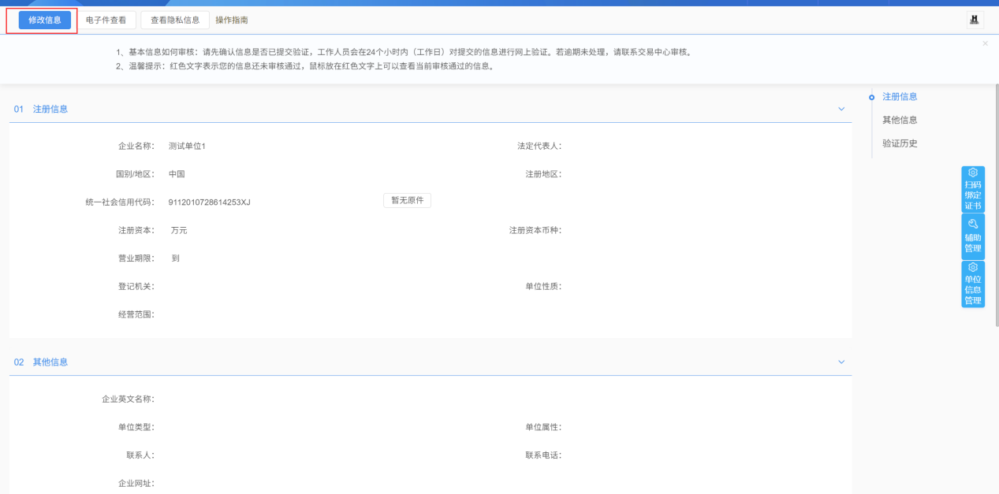 修改信息 电子件查看 查看隐私信息 操作指南
1、基本信息如何审核：请先确认信息是否已提交验证，工作人员会在24个小时内（工作日）对提交的信息进行网上验证。若逾期未处理，请联系交易中心审核。
2、温馨提示：红色文字表示您的信息还未审核通过，鼠标放在红色文字上可以查看当前审核通过的信息。
01 注册信息
企业名称： 测试单位1 法定代表人：
国别/地区： 中国 注册地区：
统一社会信用代码： 9112010728614253XJ 暂无原件
注册资本： 万元 注册资本币种：
营业期限： 到
登记机关： 单位性质：
经营范围：
02 其他信息
企业英文名称：
单位类型： 单位属性：
联系人： 联系电话：
企业网址：
注册信息
其他信息
验证历史
扫码
绑定
证书
辅助
管理
单位
信息
管理